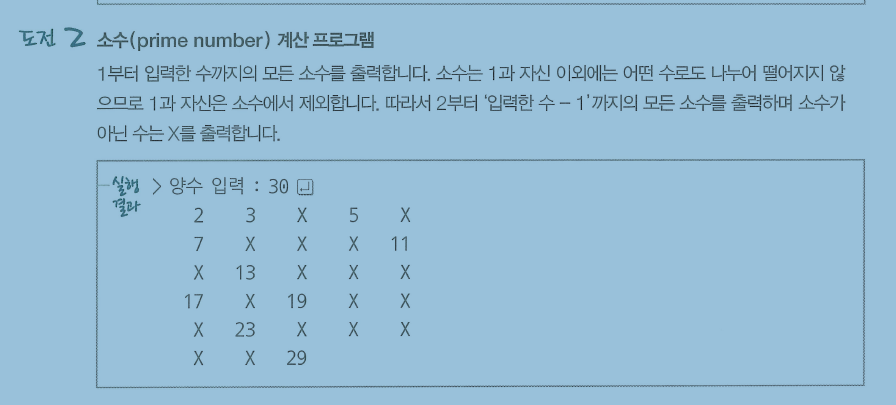 도전 2 소수(prime number) 계산 프로그램
1부터 입력한 수까지의 모든 소수를 출력합니다. 소수는 1과 자신 이외에는 어떤 수로도 나누어 떨어지지 않
으므로 1과 자신은 소수에서 제외합니다. 따라서 2부터 ‘입력한 수 – 1’까지의 모든 소수를 출력하며 소수가
아닌 수는 X를 출력합니다.
실행
결과
> 양수 입력 : 30 ↵
2 3 X 5 X
7 X X X 11
X 13 X X X
17 X 19 X X
X 23 X X X
X X 29